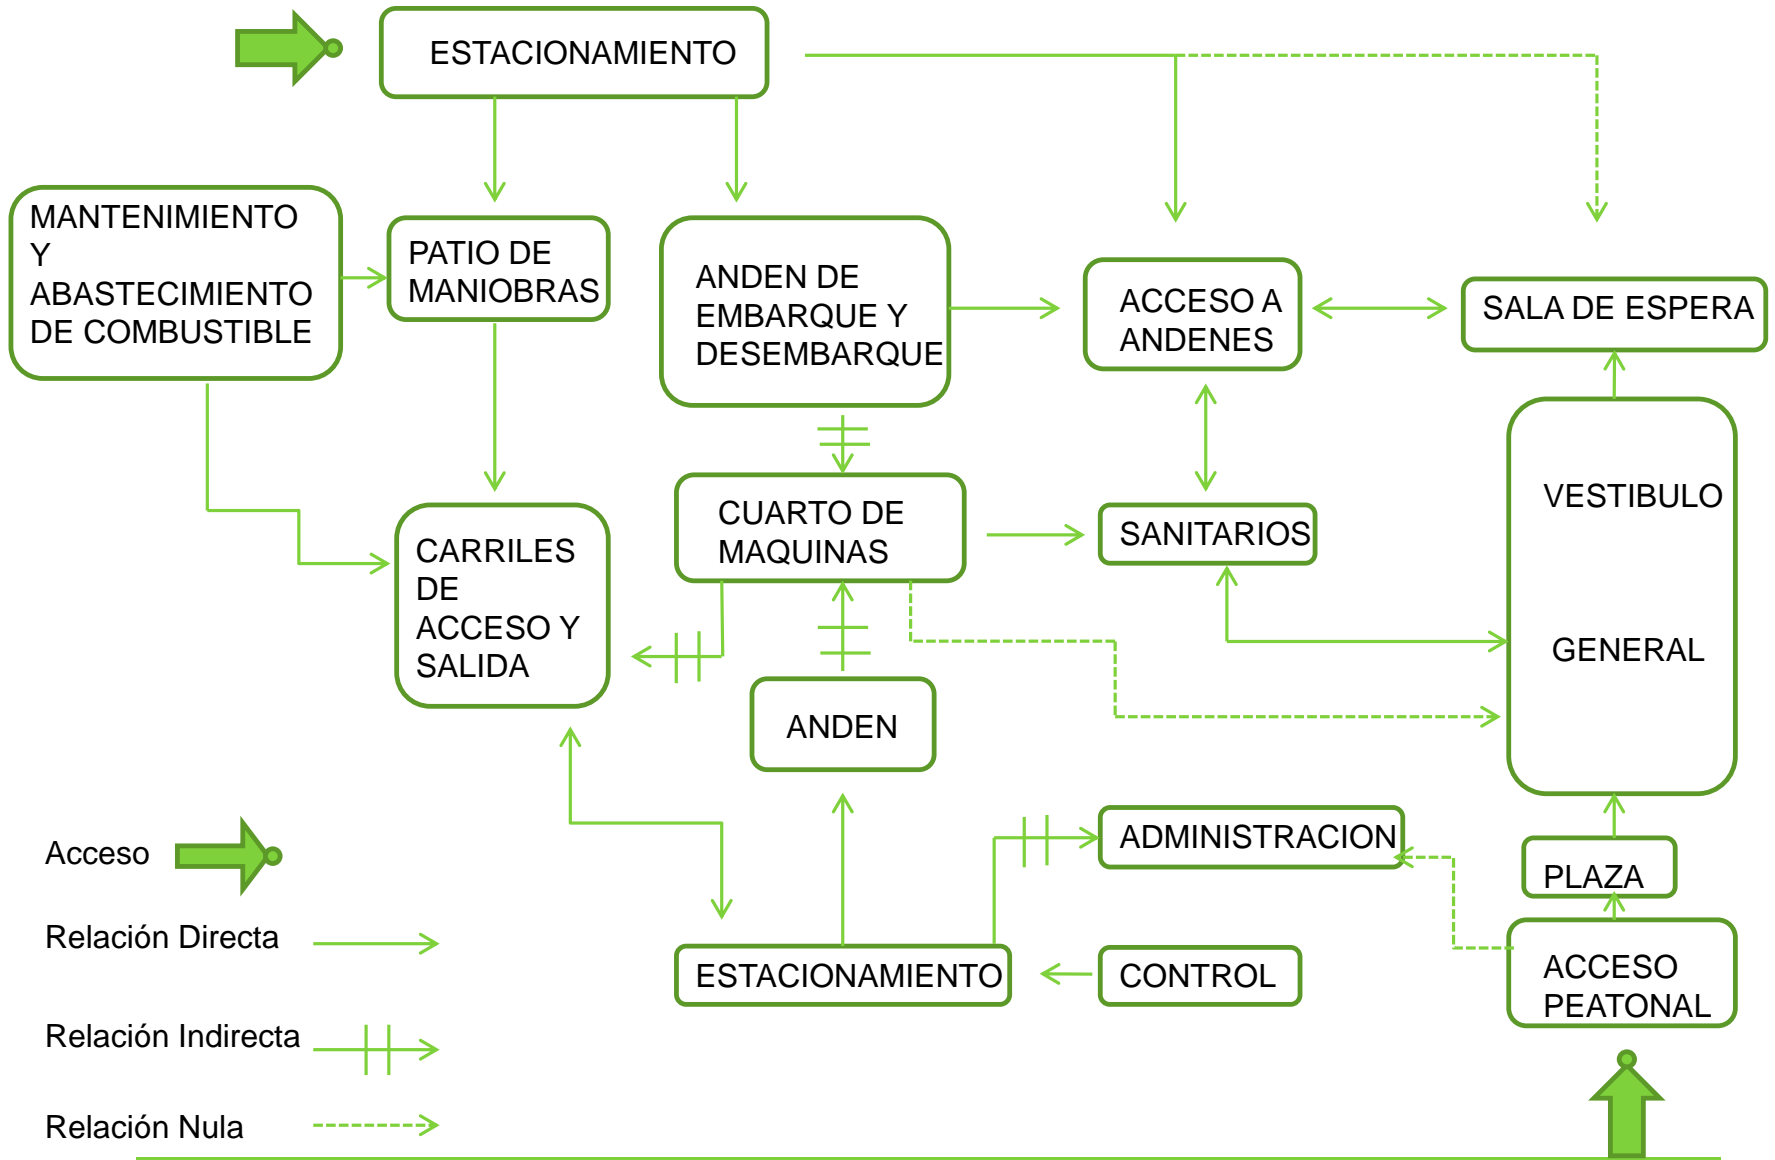 ESTACIONAMIENTO
MANTENIMIENTO
Y
ABASTECIMIENTO
DE COMBUSTIBLE
PATIO DE
MANIOBRAS
ANDEN DE
EMBARQUE Y
DESEMBARQUE
ACCESO A
ANDENES
SALA DE ESPERA
CARRILES
DE
ACCESO Y
SALIDA
CUARTO DE
MAQUINAS
SANITARIOS
VESTIBULO
GENERAL
ANDEN
ADMINISTRACION
PLAZA
ESTACIONAMIENTO
CONTROL
ACCESO
PEATONAL
Acceso
Relación Directa
Relación Indirecta
Relación Nula